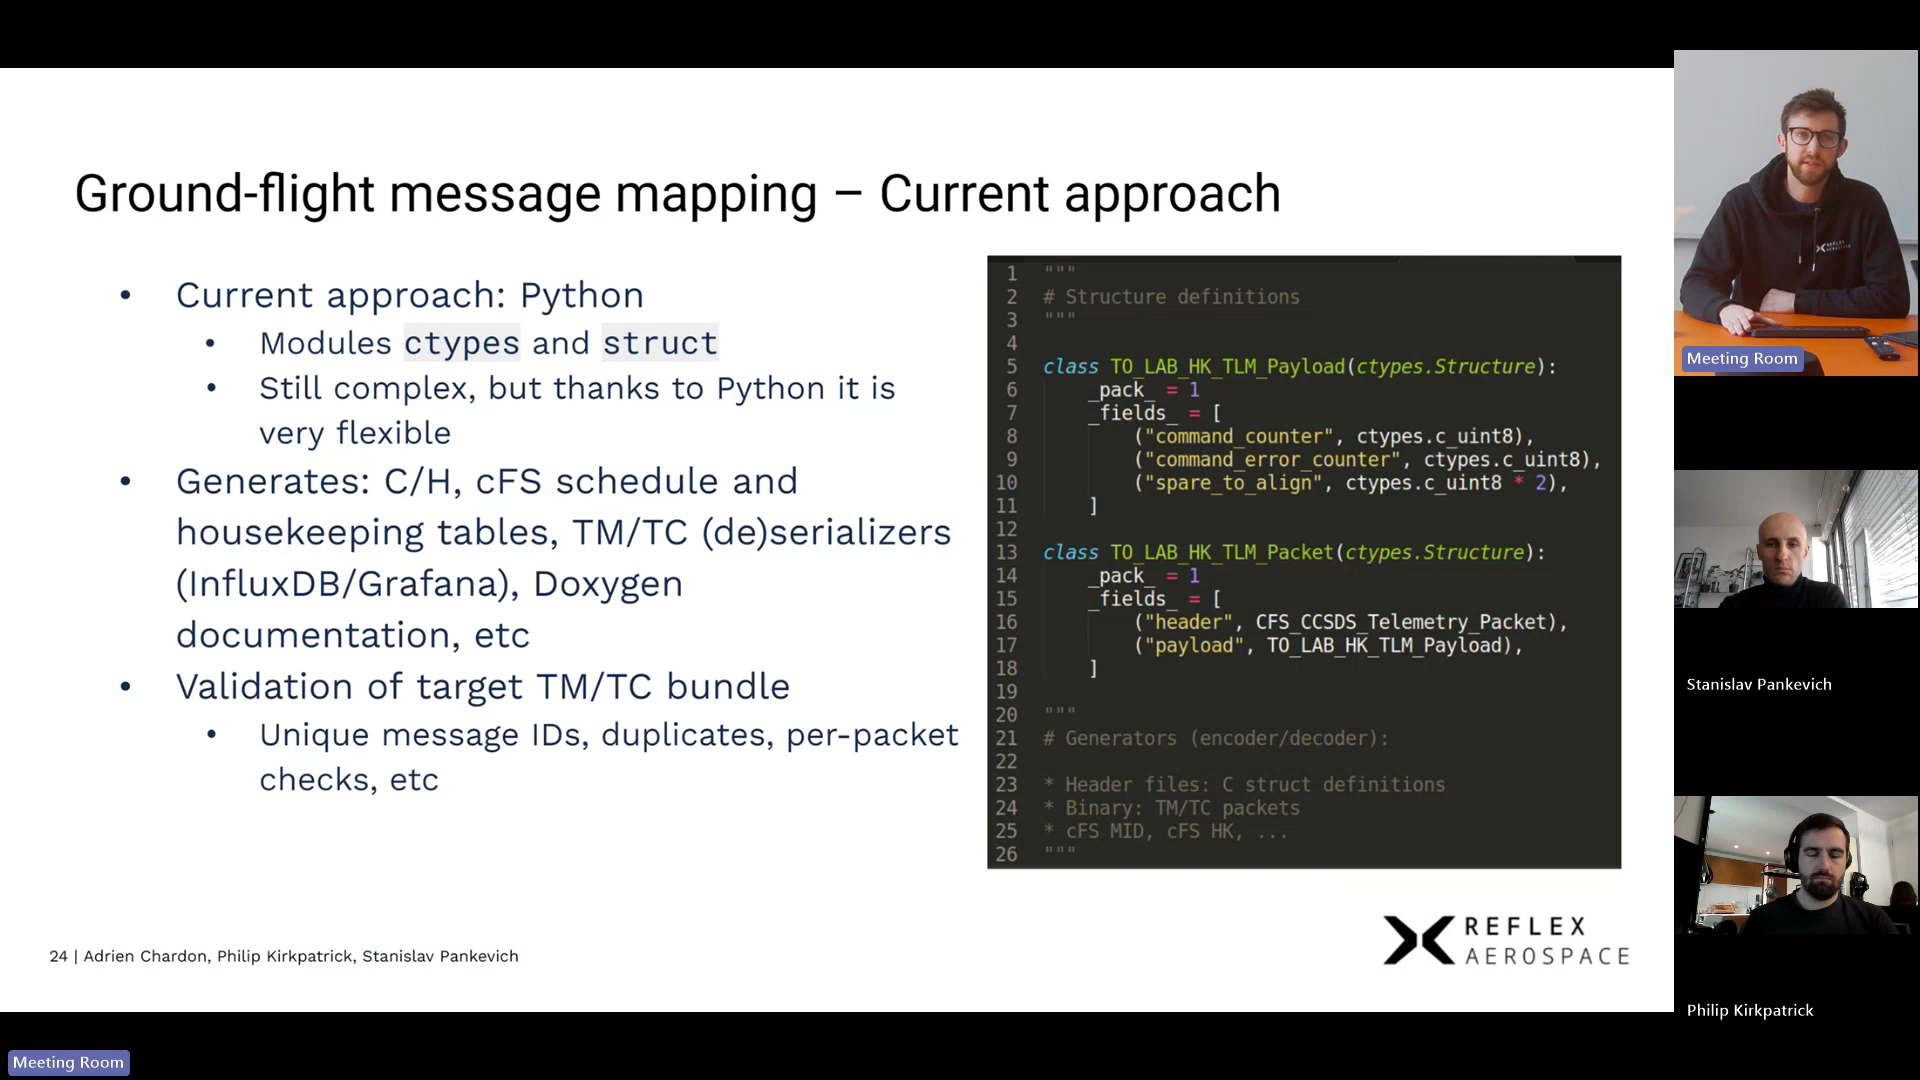 Ground-flight message mapping – Current approach
• Current approach: Python
• Modules ctypes and struct
• Still complex, but thanks to Python it is
very flexible
• Generates: C/H, cFS schedule and
housekeeping tables, TM/TC (de)serializers
(InfluxDB/Grafana), Doxygen
documentation, etc
• Validation of target TM/TC bundle
• Unique message IDs, duplicates, per-packet
checks, etc
1 """
2 # Structure definitions
3 """
4
5 class TO_LAB_HK_TLM_Payload(ctypes.Structure):
6 _pack_ = 1
7 _fields_ = [
8 ("command_counter", ctypes.c_uint8),
9 ("command_error_counter", ctypes.c_uint8),
10 ("spare_to_align", ctypes.c_uint8 * 2),
11 ]
12
13 class TO_LAB_HK_TLM_Packet(ctypes.Structure):
14 _pack_ = 1
15 _fields_ = [
16 ("header", CFS_CCSDS_Telemetry_Packet),
17 ("payload", TO_LAB_HK_TLM_Payload),
18 ]
19
20 """
21 # Generators (encoder/decoder):
22
23 * Header files: C struct definitions
24 * Binary: TM/TC packets
25 * cFS MID, cFS HK, ...
26 """
24 | Adrien Chardon, Philip Kirkpatrick, Stanislav Pankevich
REFLEX
AEROSPACE
REFLEX
AEROSPACE
Meeting Room
Stanislav Pankevich
Philip Kirkpatrick
Meeting Room